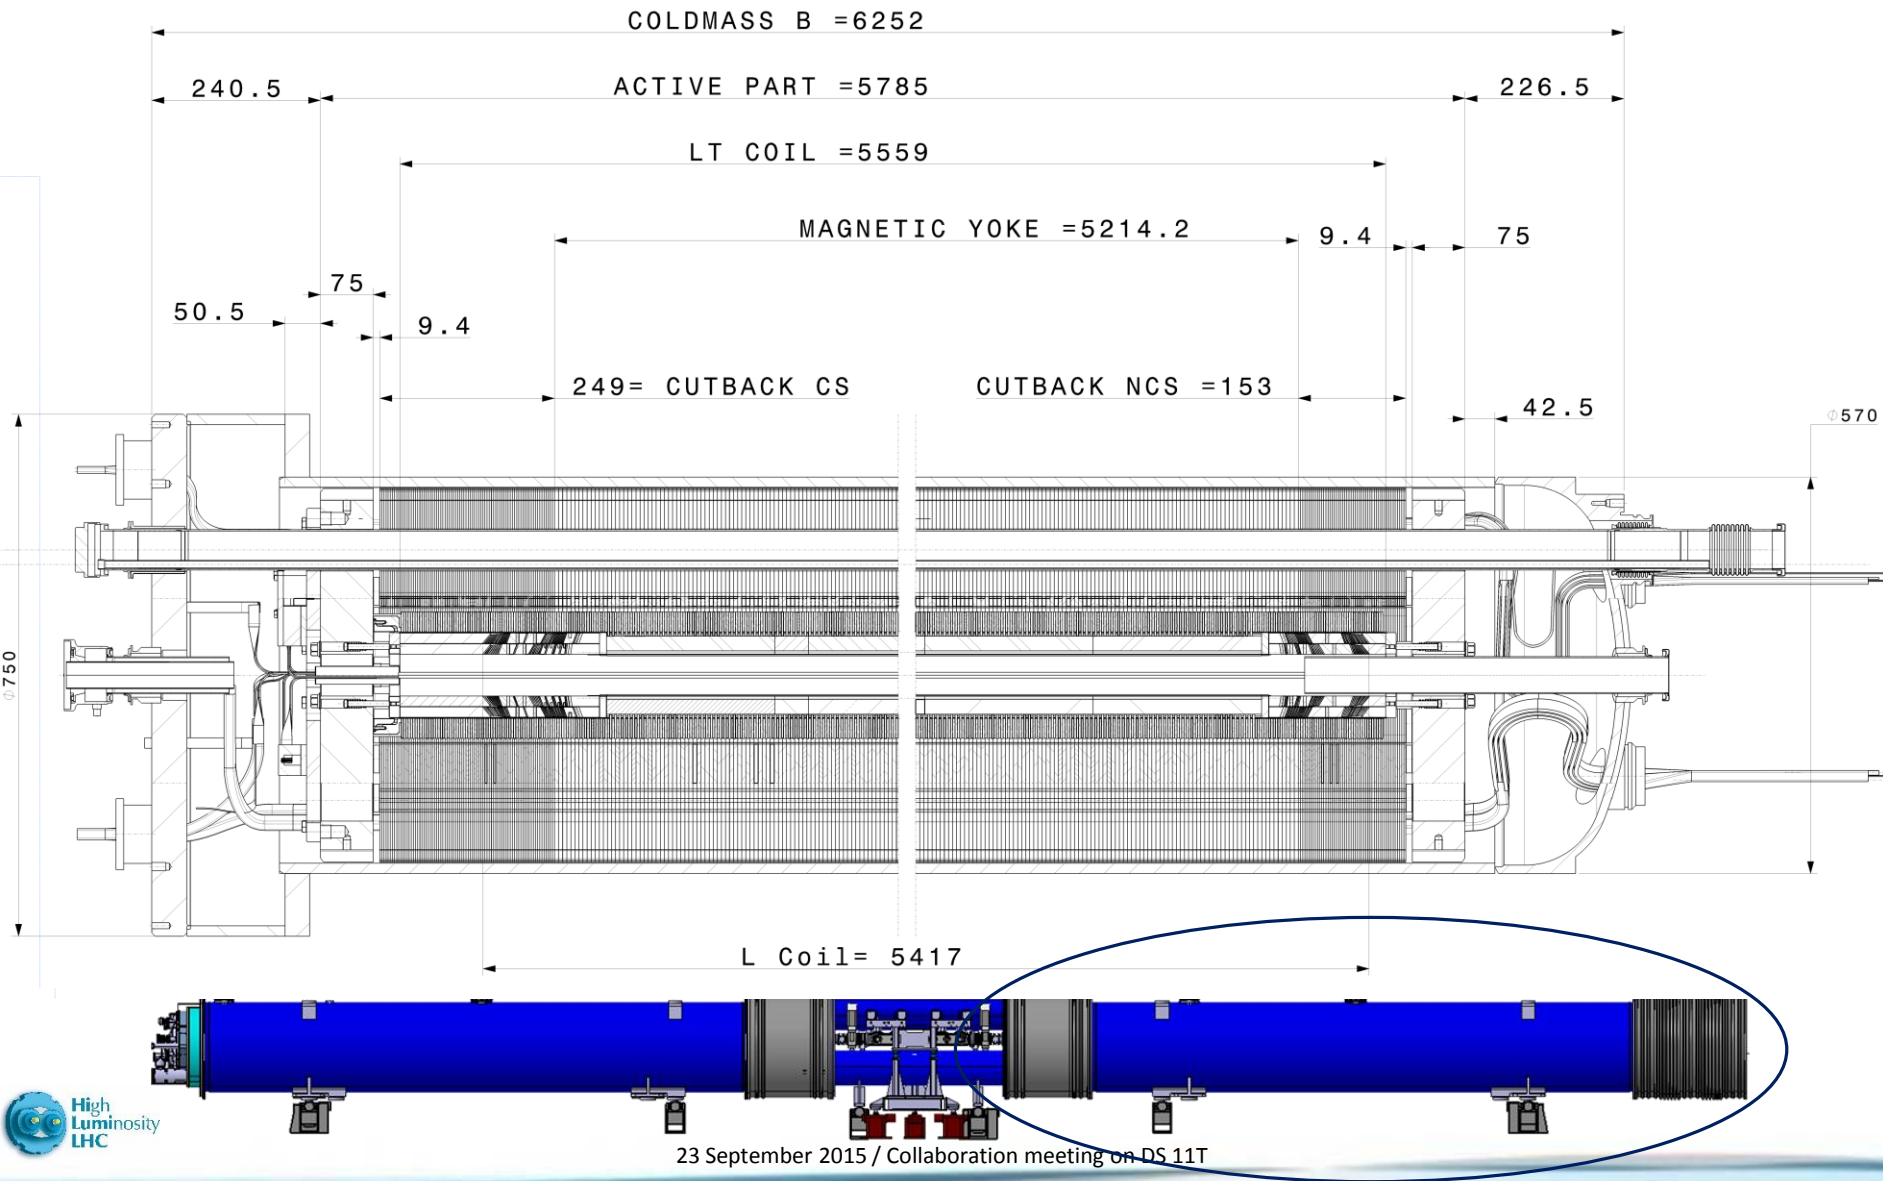 COLDMASS B =6252
240.5
ACTIVE PART =5785
226.5
LT COIL =5559
MAGNETIC YOKE =5214.2
9.4
75
75
50.5
9.4
249= CUTBACK CS
CUTBACK NCS =153
42.5
⌀570
⌀750
L Coil= 5417
High
Luminosity
LHC
23 September 2015 / Collaboration meeting on DS 11T